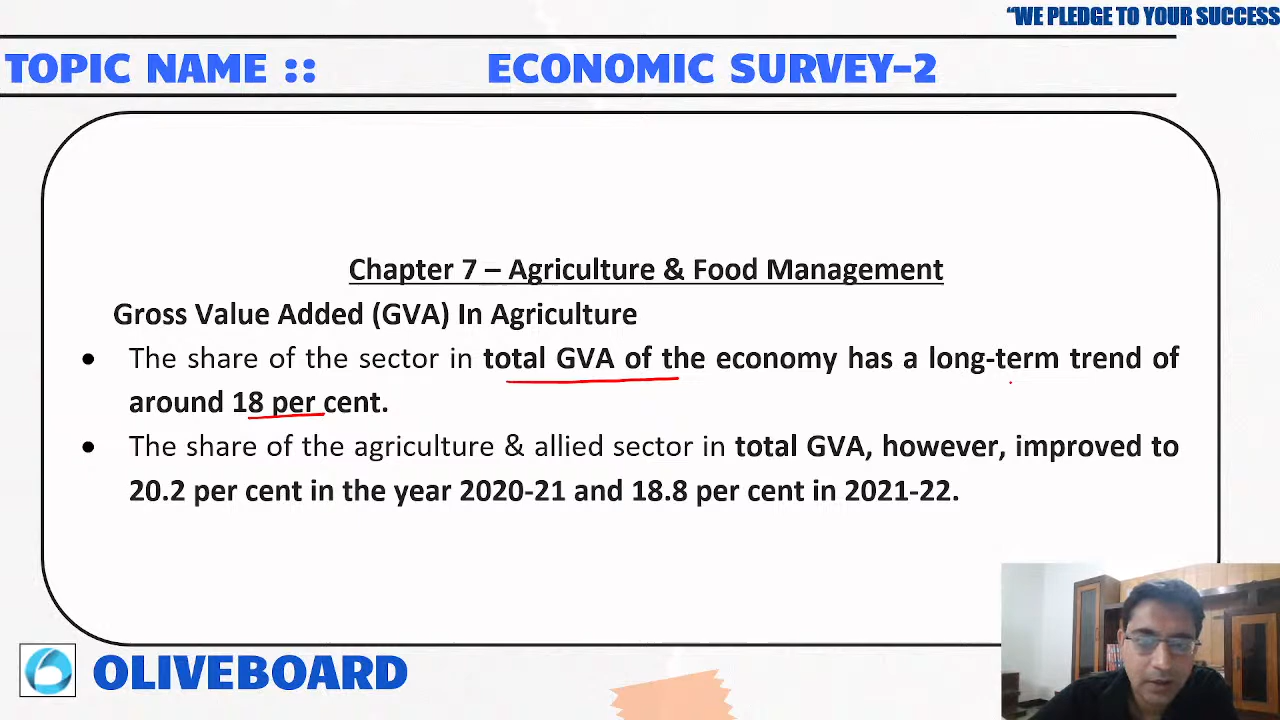 “WE PLEDGE TO YOUR SUCCESS
TOPIC NAME :: ECONOMIC SURVEY-2
Chapter 7 – Agriculture & Food Management
Gross Value Added (GVA) In Agriculture
• The share of the sector in total GVA of the economy has a long-term trend of
around 18 per cent.
• The share of the agriculture & allied sector in total GVA, however, improved to
20.2 per cent in the year 2020-21 and 18.8 per cent in 2021-22.
OLIVEBOARD